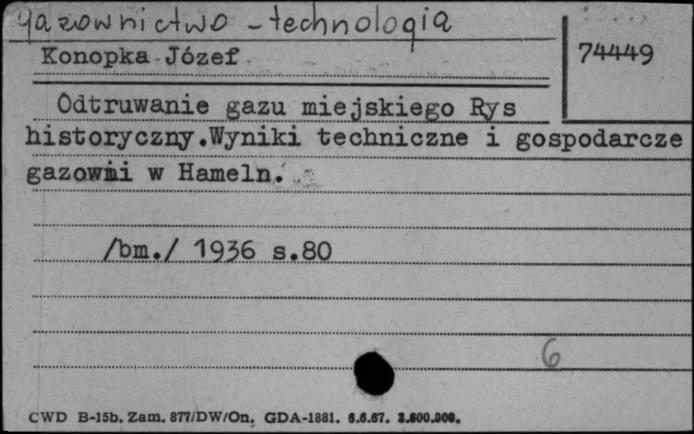 gazownictwo - technologia
Konopka Józef
74449
Odtruwanie gazu miejskiego Rys
historyczny.Wyniki techniczne i gospodarcze
gazowni w Hameln.
/bm./ 1936 s.80
6
CWD B-15b. Zam. 877/DW/On. GDA-1881. 6.6.67. 3.600.000.